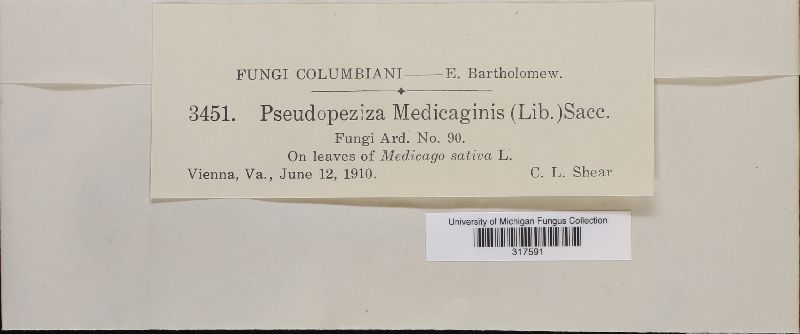 FUNGI COLUMBIANI—E. Bartholomew.
3451. Pseudopeziza Medicaginis (Lib.) Sacc.
Fungi Ard. No. 90.
On leaves of Medicago sativa L.
Vienna, Va., June 12, 1910. C. L. Shear
University of Michigan Fungus Collection
317591